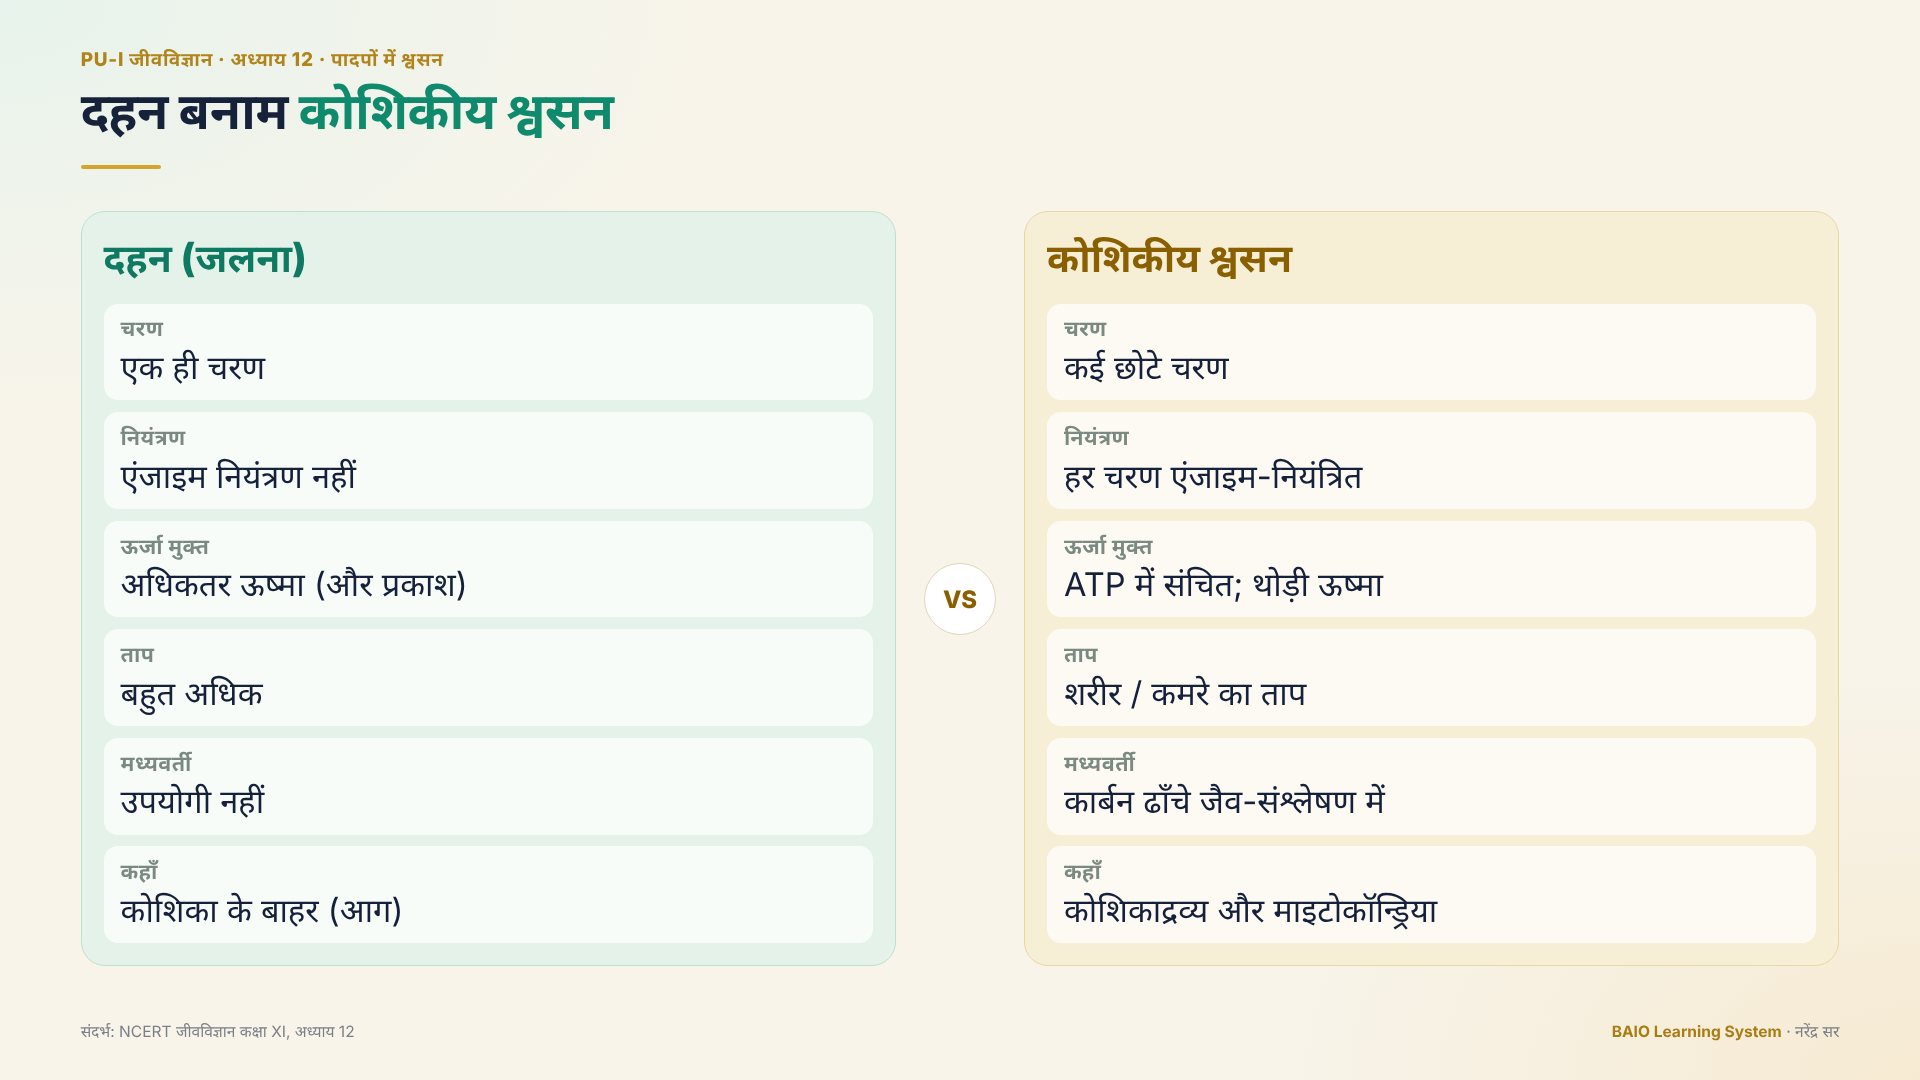 PU-I जीवविज्ञान · अध्याय 12 · पादपों में श्वसन
दहन बनाम कोशिकीय श्वसन
दहन (जलना)
चरण
एक ही चरण
नियंत्रण
एंजाइम नियंत्रण नहीं
ऊर्जा मुक्त
अधिकतर ऊष्मा (और प्रकाश)
ताप
बहुत अधिक
मध्यवर्ती
उपयोगी नहीं
कहाँ
कोशिका के बाहर (आग)
VS
कोशिकीय श्वसन
चरण
कई छोटे चरण
नियंत्रण
हर चरण एंजाइम-नियंत्रित
ऊर्जा मुक्त
ATP में संचित; थोड़ी ऊष्मा
ताप
शरीर / कमरे का ताप
मध्यवर्ती
कार्बन ढाँचे जैव-संश्लेषण में
कहाँ
कोशिकाद्रव्य और माइटोकॉन्ड्रिया
संदर्भ: NCERT जीवविज्ञान कक्षा XI, अध्याय 12
BAIO Learning System · नरेंद्र सर